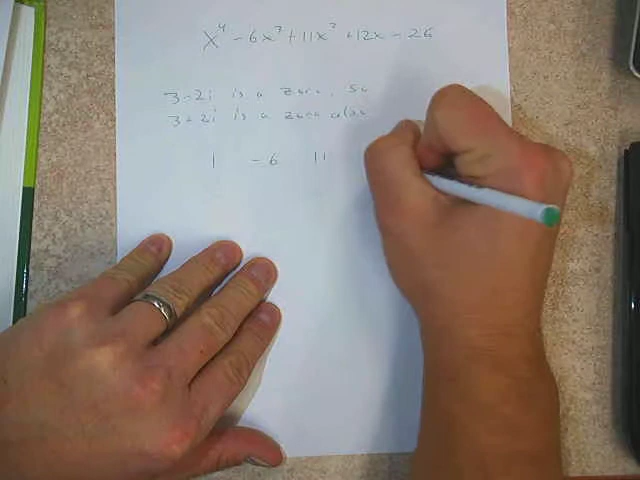 x⁴ - 6x³ + 11x² + 12x - 26
3-2i is a zero, so
3+2i is a zero also
1 -6 11